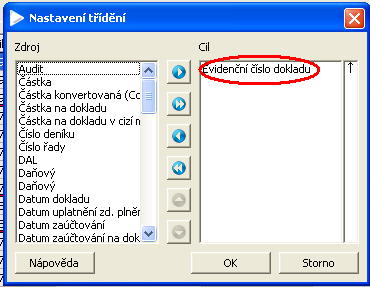 Nastavení třídění
Zdroj
Cíl
Audit
Částka
Částka konvertovaná (Co
Částka na dokladu
Částka na dokladu v cizí m
Číslo deníku
Číslo řady
DAL
Daňový
Daňový
Datum dokladu
Datum uplatnění zd. plněn
Datum zaúčtování
Datum zaúčtování na dok
Evidenční číslo dokladu
Nápověda
OK
Storno